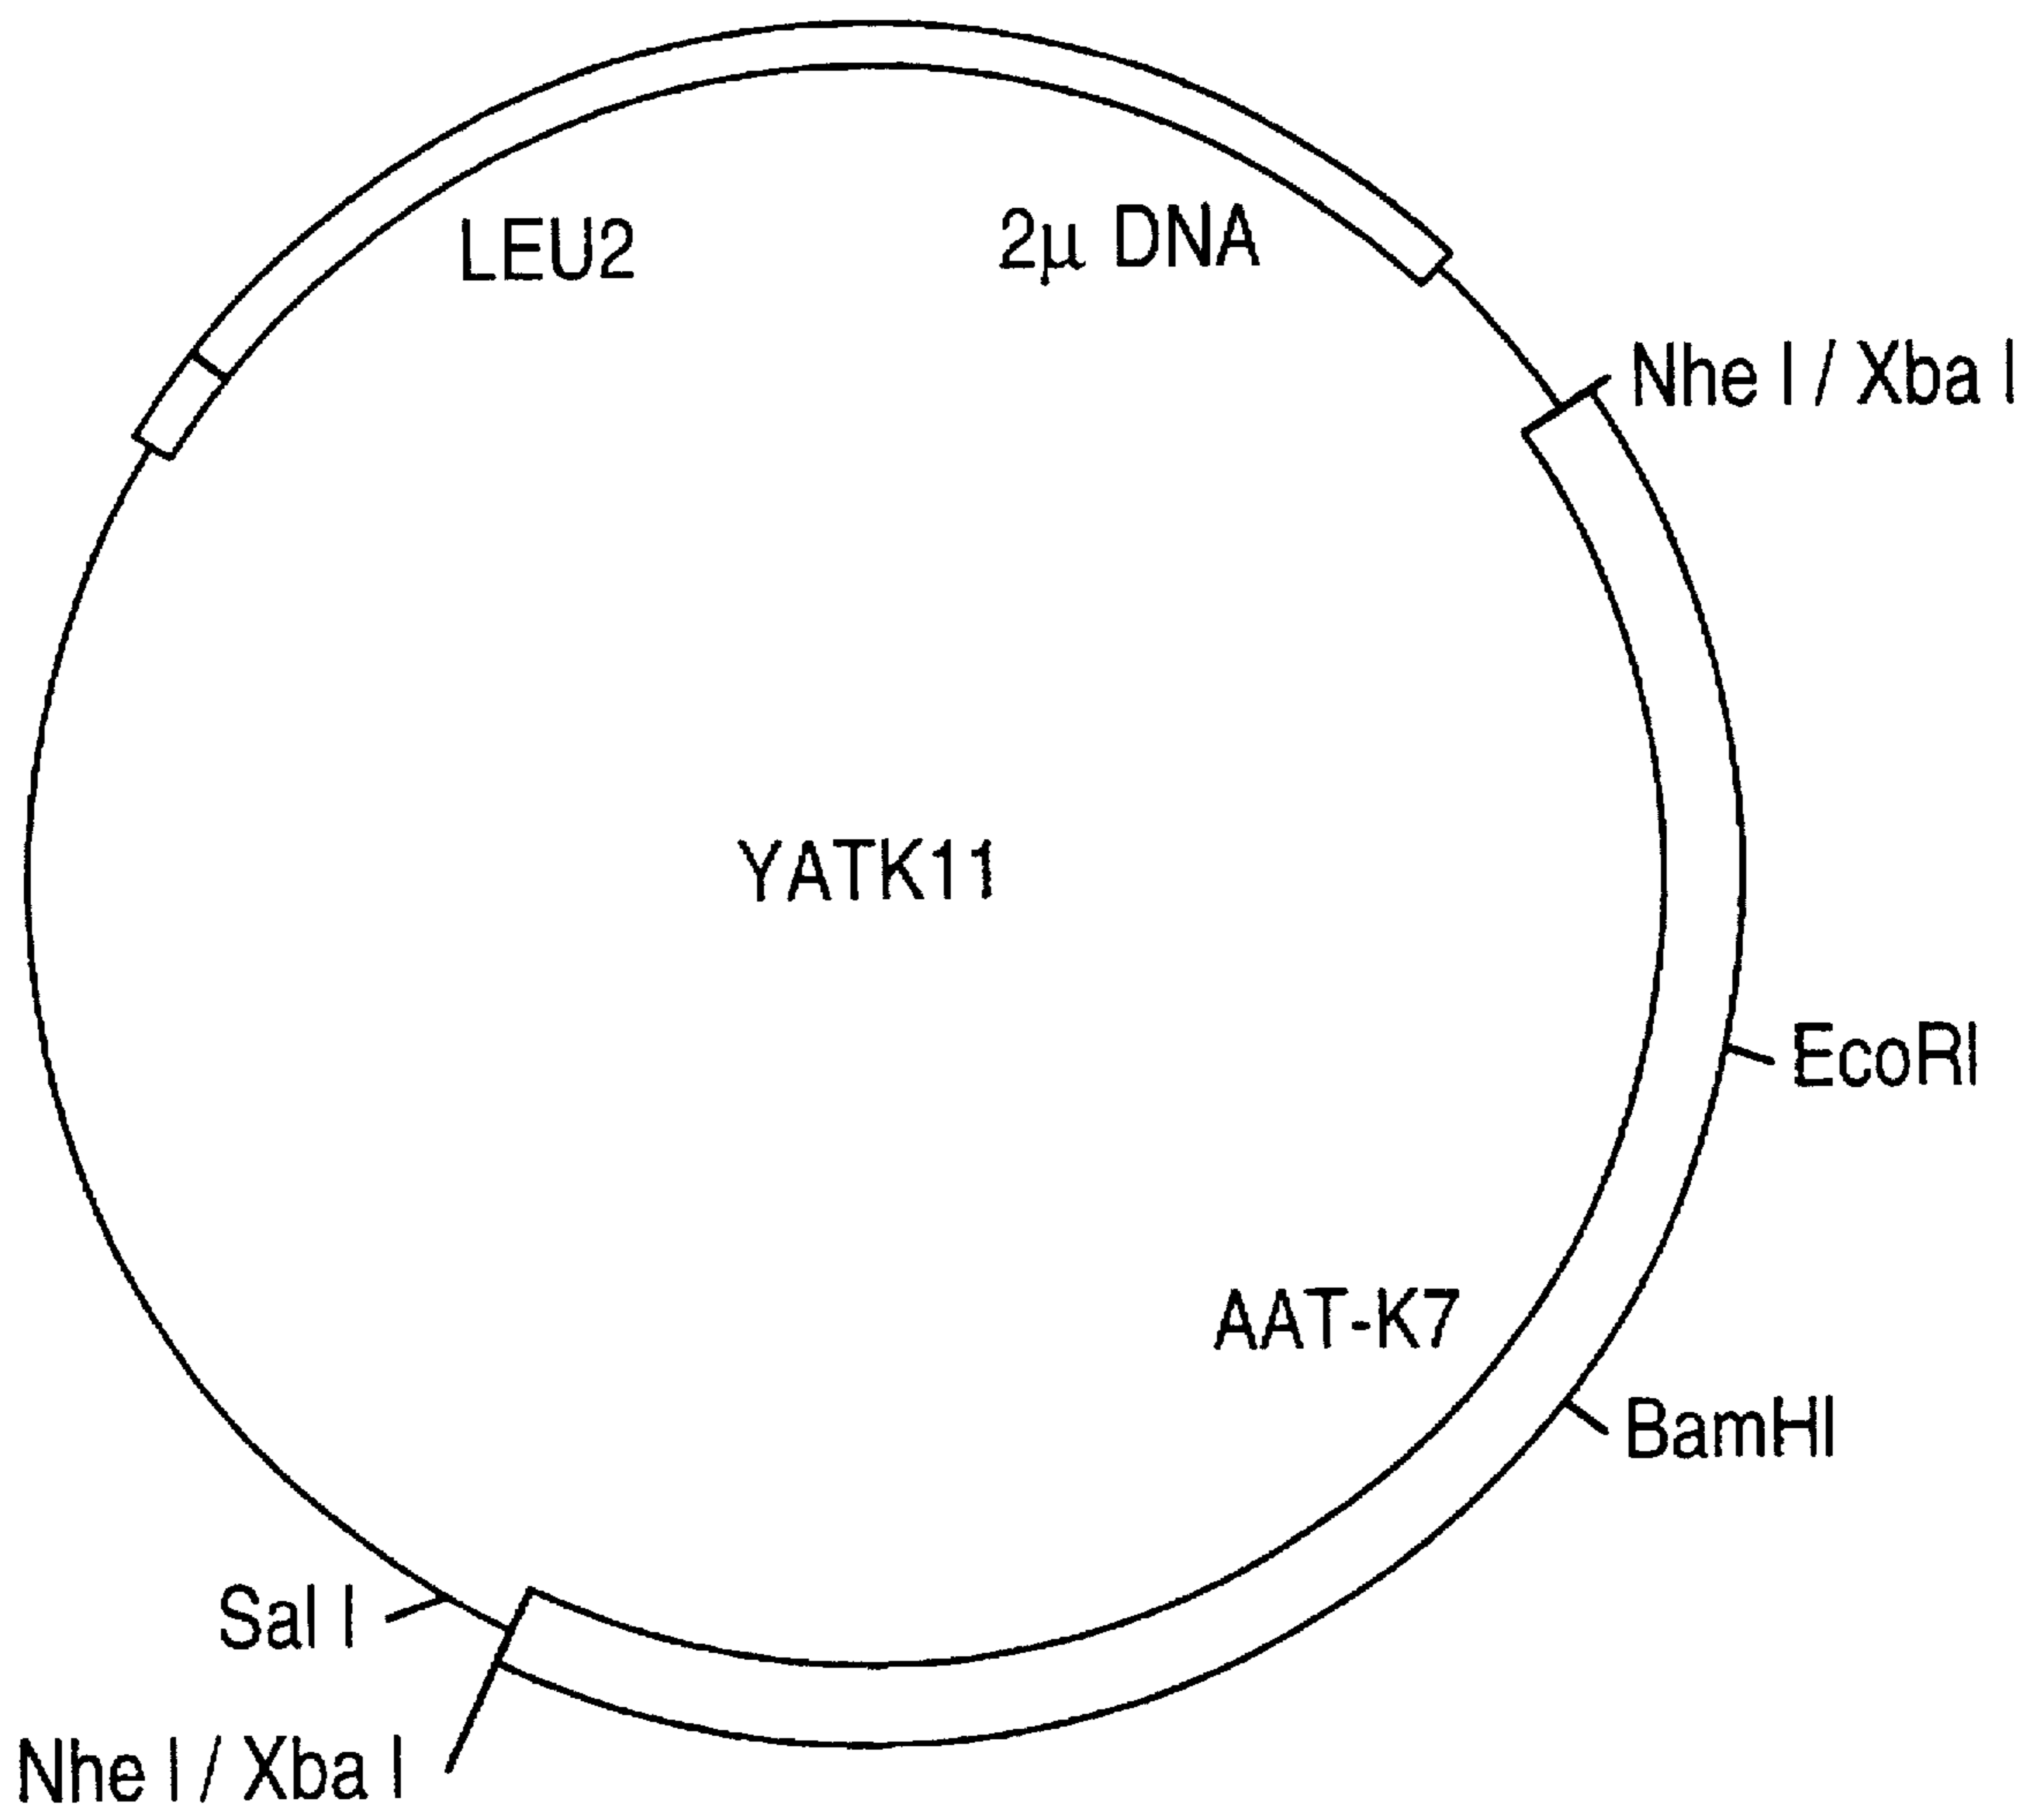 LEU2
2μ DNA
Nhe I / Xba I
YATK11
EcoRI
AAT-K7
BamHI
Sal I
Nhe I / Xba I